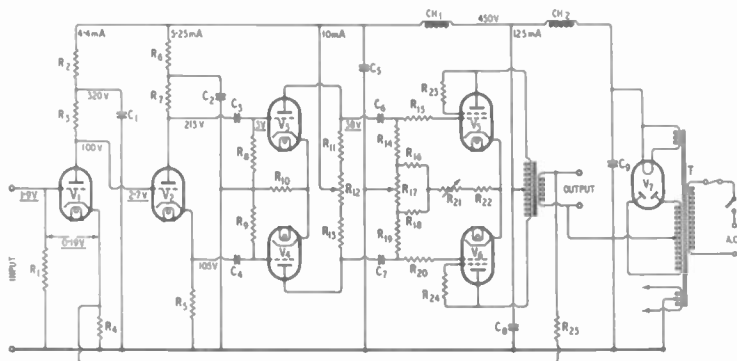 4·4mA
5·25mA
10mA
CH₁
450V
125mA
CH₂
R₂
R₆
C₅
R₂₃
R₃
320V
C₁
R₇
C₂
C₃
5V
V₃
38V
C₆
R₁₅
V₅
C₉
V₇
T
100V
215V
R₈
R₁₁
R₁₄
R₁₆
1·9V
V₁
2·7V
V₂
R₁₀
R₁₂
R₁₇
R₂₁
R₂₂
OUTPUT
A.C.
0·19V
R₉
R₁₃
R₁₈
R₁₉
INPUT
R₁
105V
C₄
V₄
C₇
R₂₀
V₆
R₄
R₅
R₂₄
C₈
R₂₅